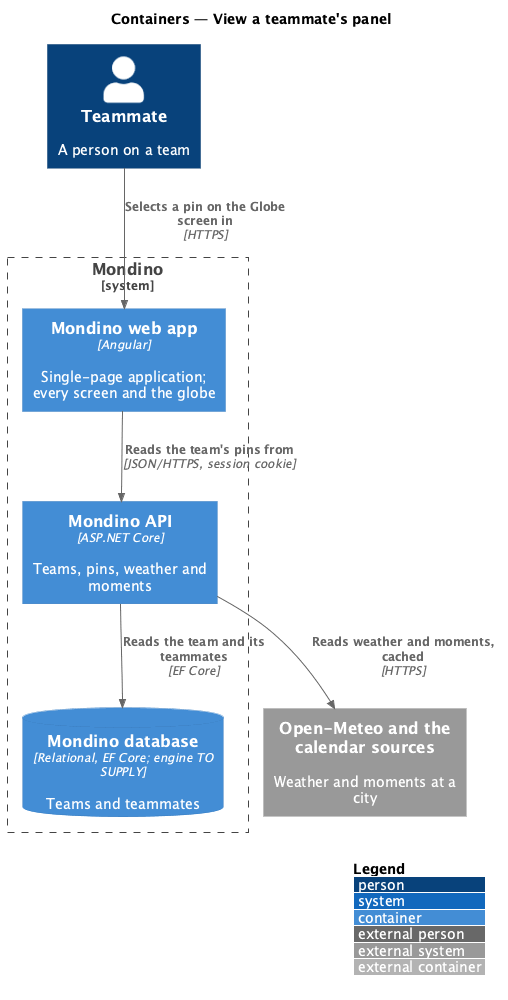 Containers — View a teammate's panel
Teammate
A person on a team
Selects a pin on the Globe
screen in
[HTTPS]
Mondino
[system]
Mondino web app
[Angular]
Single-page application;
every screen and the globe
Reads the team's pins from
[JSON/HTTPS, session cookie]
Mondino API
[ASP.NET Core]
Teams, pins, weather and
moments
Reads the team and its
teammates
[EF Core]
Reads weather and moments,
cached
[HTTPS]
Mondino database
[Relational, EF Core; engine TO
SUPPLY]
Teams and teammates
Open-Meteo and the
calendar sources
Weather and moments at a
city
Legend
person
system
container
external person
external system
external container